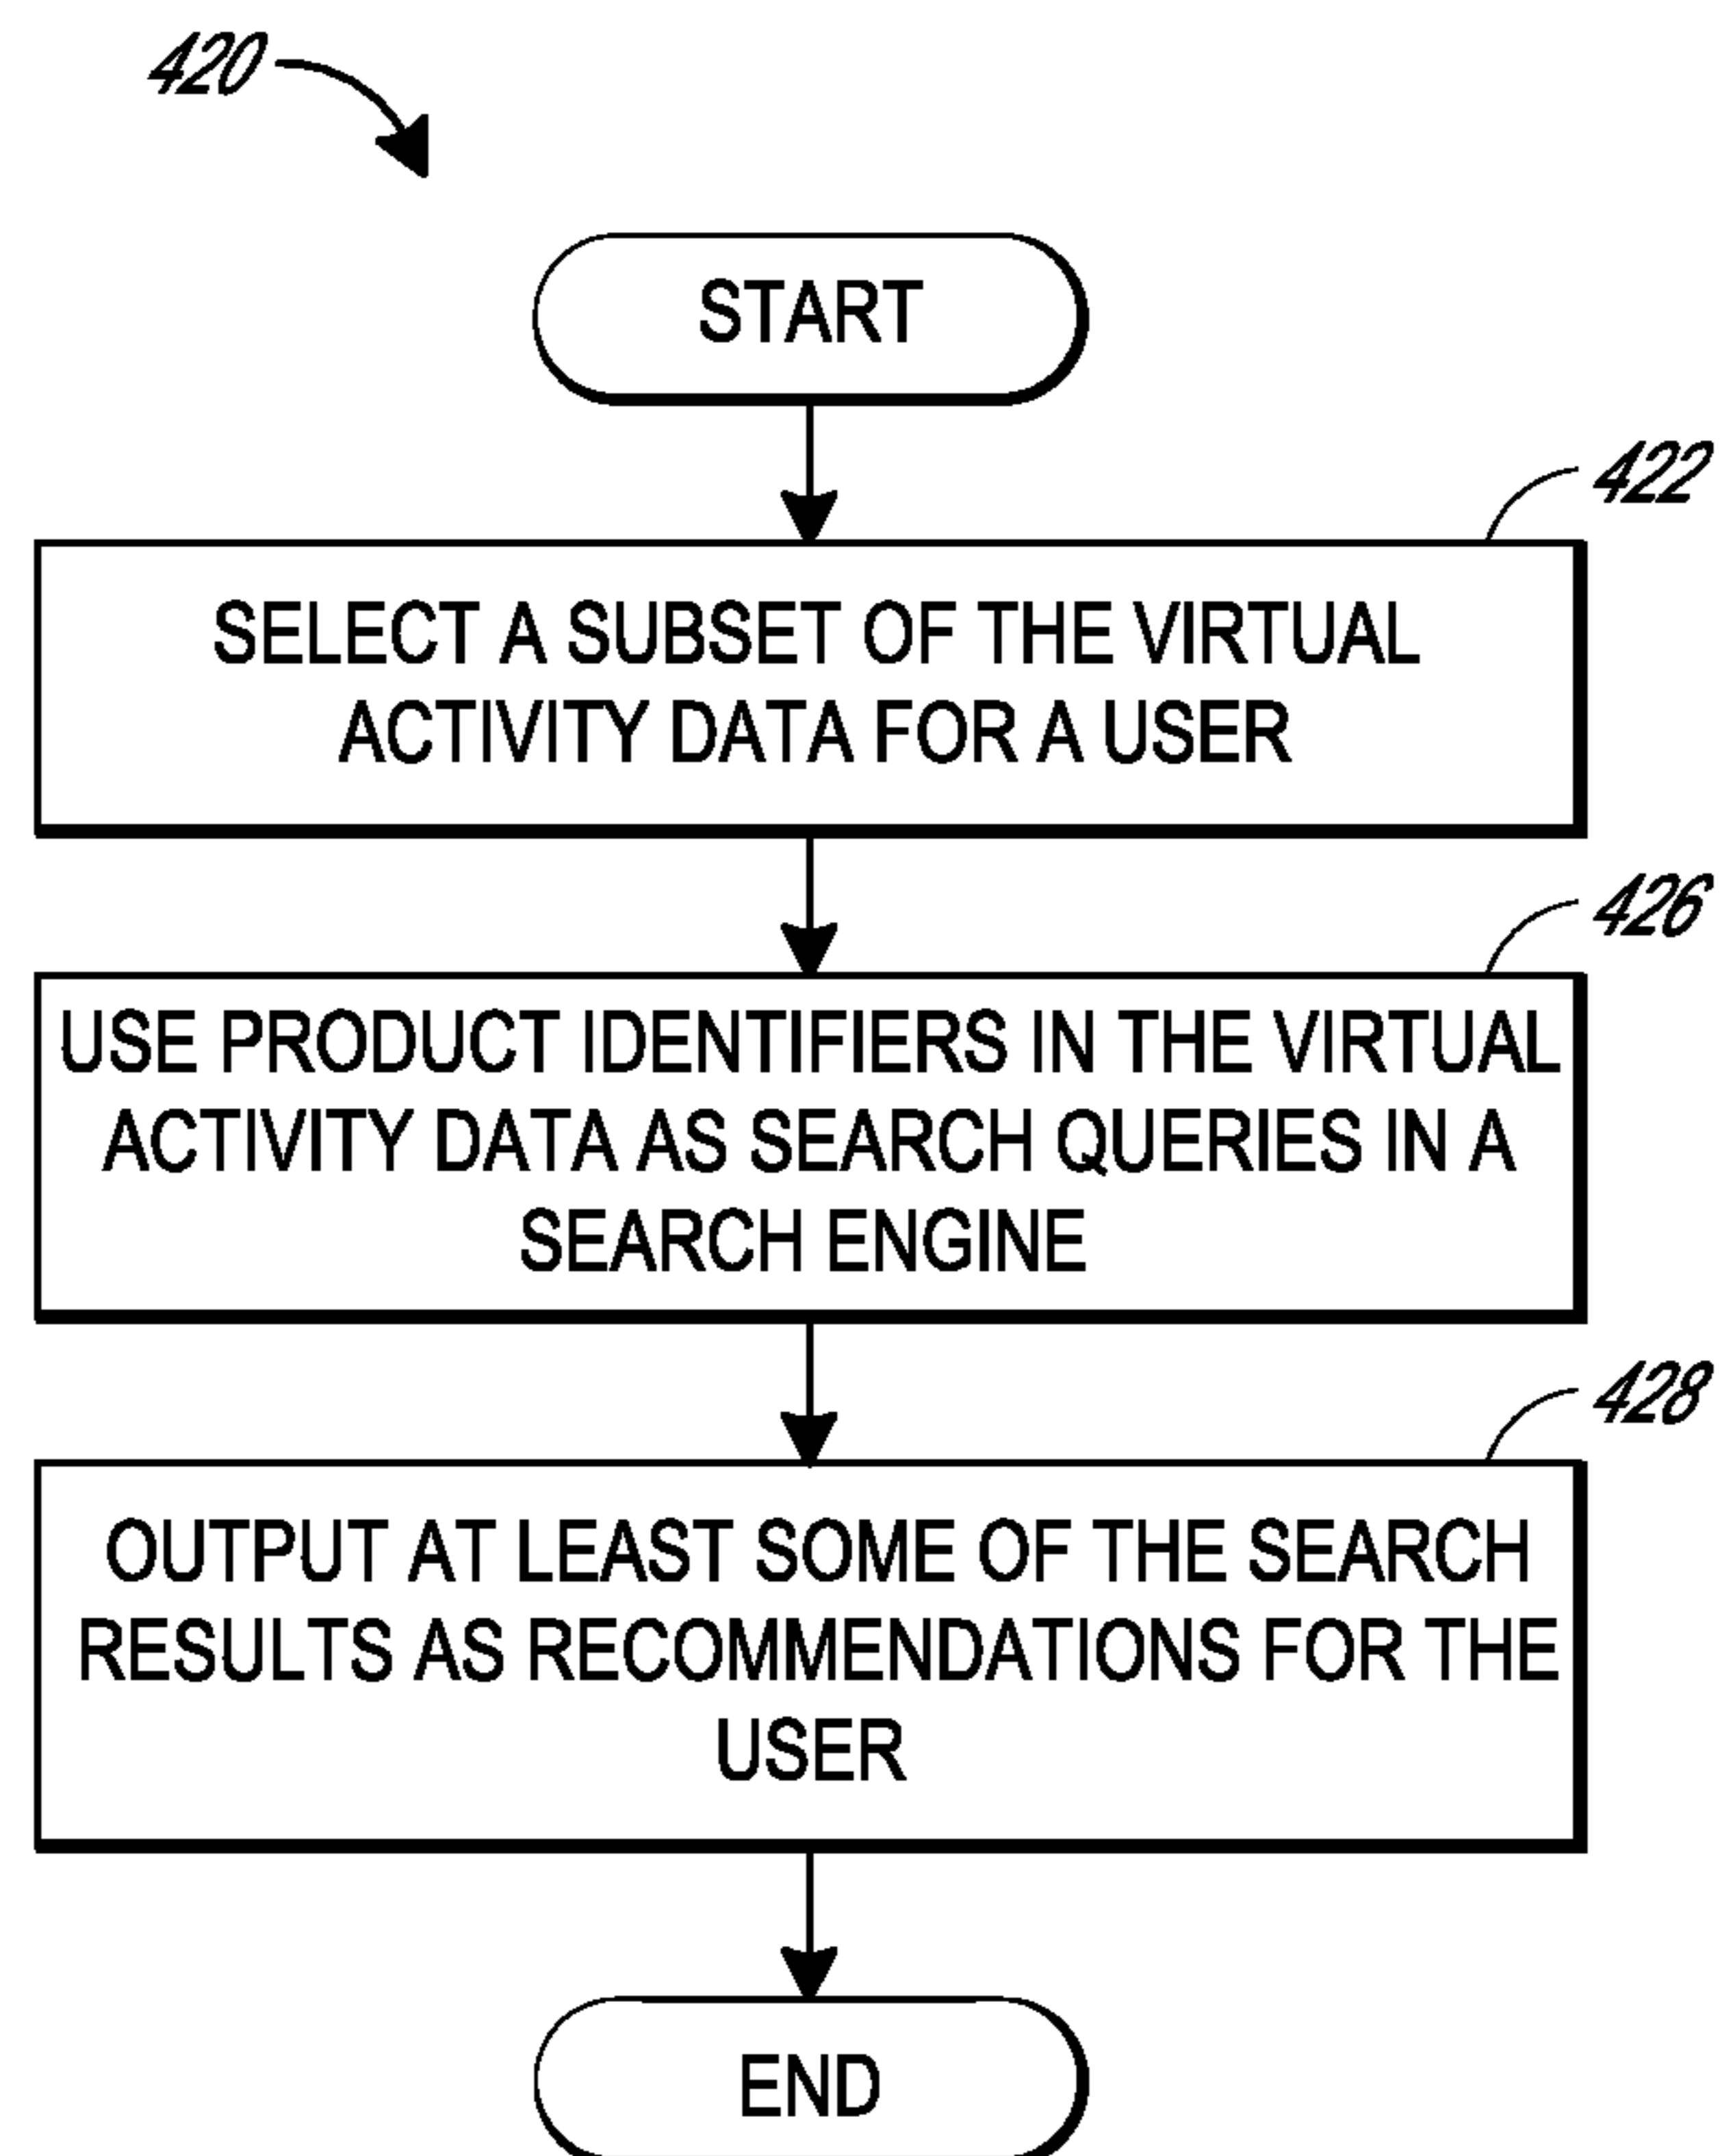 420
START
422
SELECT A SUBSET OF THE VIRTUAL
ACTIVITY DATA FOR A USER
426
USE PRODUCT IDENTIFIERS IN THE VIRTUAL
ACTIVITY DATA AS SEARCH QUERIES IN A
SEARCH ENGINE
428
OUTPUT AT LEAST SOME OF THE SEARCH
RESULTS AS RECOMMENDATIONS FOR THE
USER
END